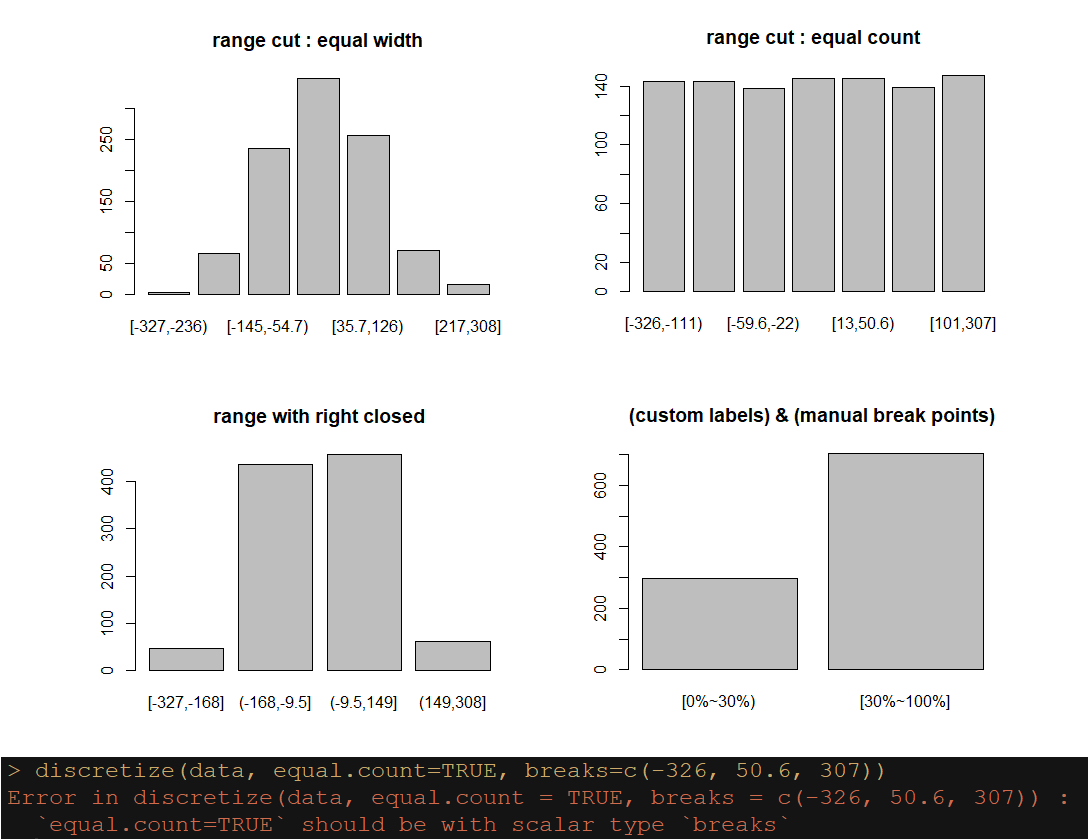 range cut : equal width
250
150
50
0
[-327,-236) [-145,-54.7) [35.7,126) [217,308]
range cut : equal count
140
100
60
20
0
[-326,-111) [-59.6,-22) [13,50.6) [101,307]
range with right closed
400
300
200
100
0
[-327,-168] (-168,-9.5] (-9.5,149] (149,308]
(custom labels) & (manual break points)
600
400
200
0
[0%~30%) [30%~100%]
> discretize(data, equal.count=TRUE, breaks=c(-326, 50.6, 307))
Error in discretize(data, equal.count = TRUE, breaks = c(-326, 50.6, 307)) :
`equal.count=TRUE` should be with scalar type `breaks`